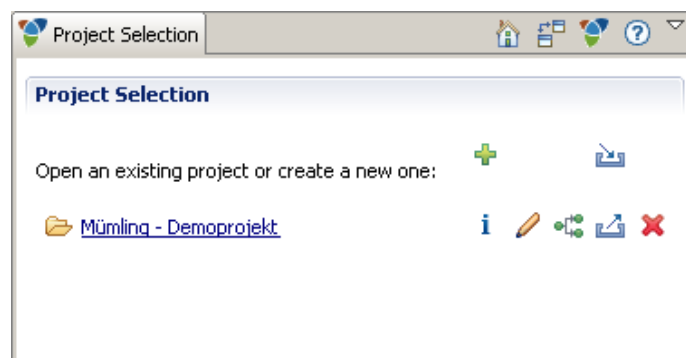 Project Selection
Project Selection
Open an existing project or create a new one:
Mümling - Demoprojekt